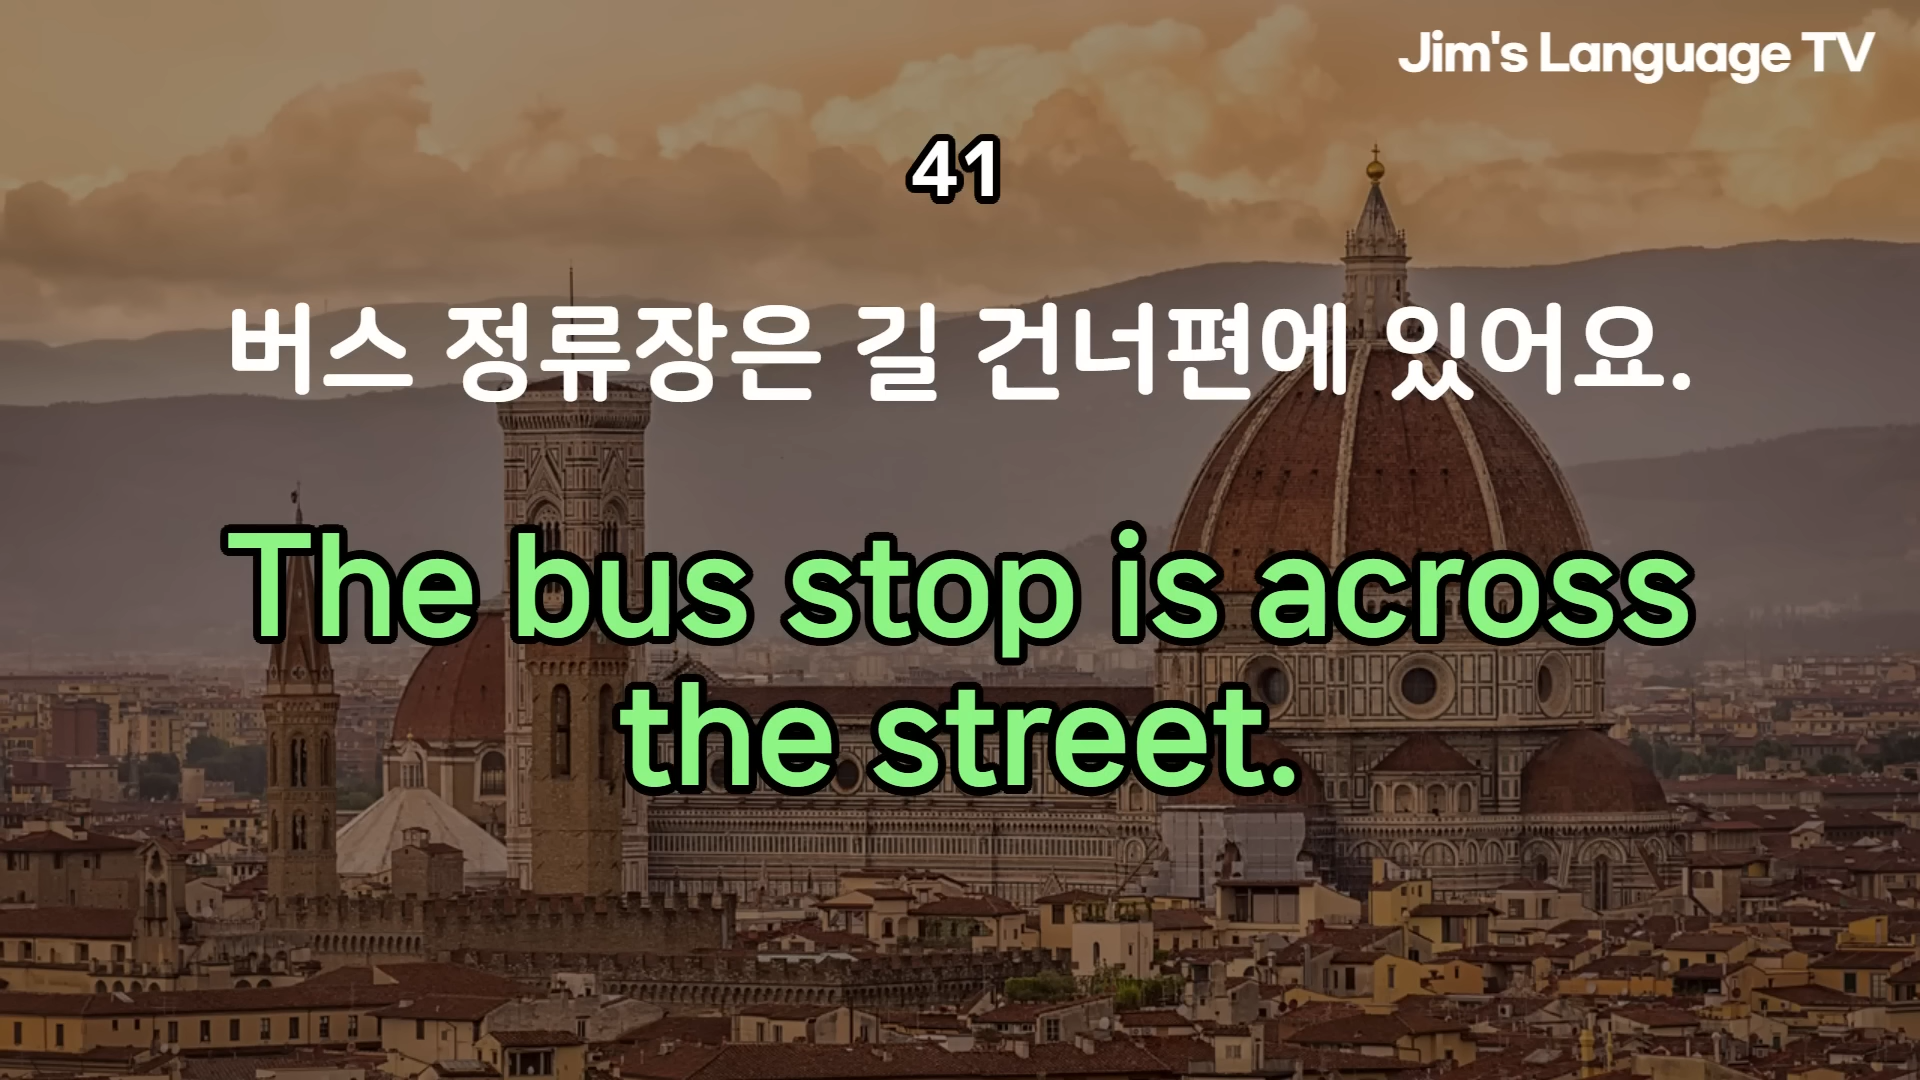 Jim's Language TV
41
버스 정류장은 길 건너편에 있어요.
The bus stop is across
the street.